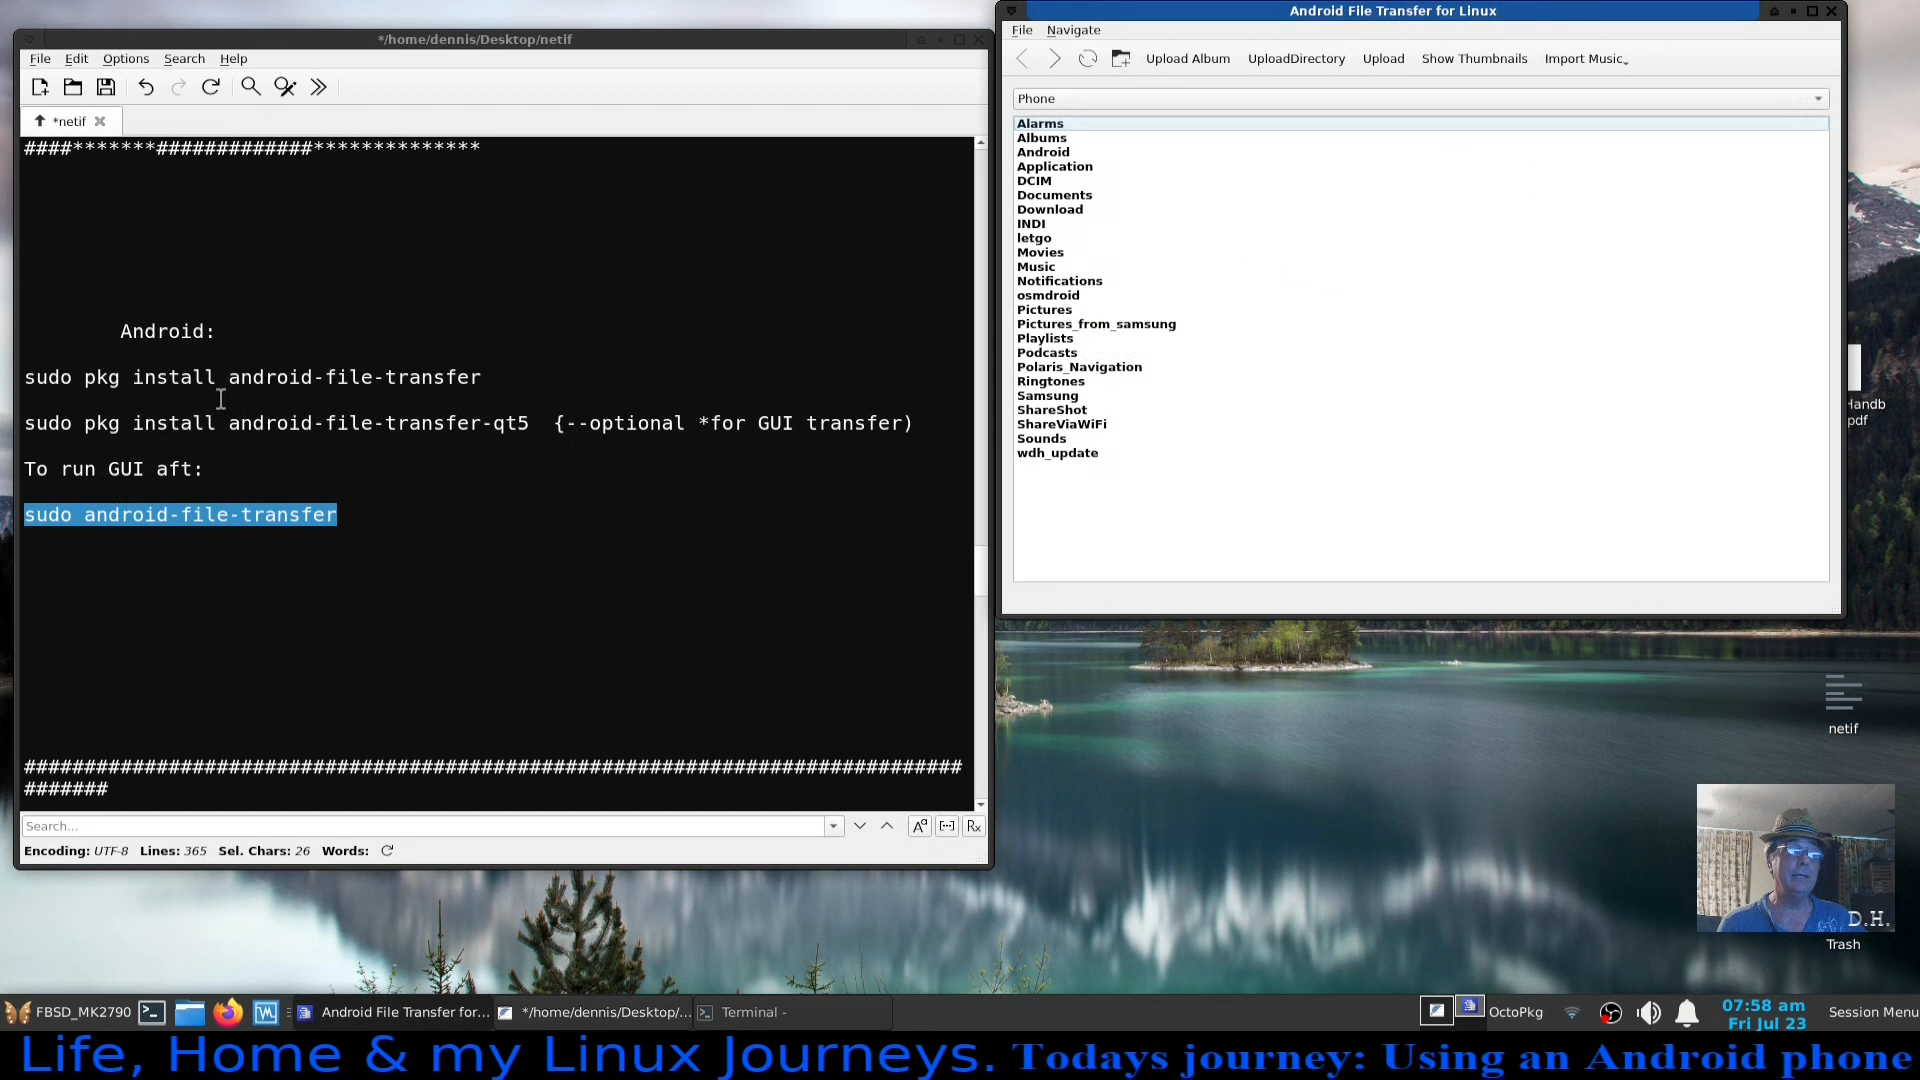 */home/dennis/Desktop/netif
File Edit Options Search Help
*netif
####*******#############**************
Android:
sudo pkg install android-file-transfer
sudo pkg install android-file-transfer-qt5 {--optional *for GUI transfer)
To run GUI aft:
sudo android-file-transfer
##############################################################################
#######
Search...
Encoding: UTF-8 Lines: 365 Sel. Chars: 26 Words:
Android File Transfer for Linux
File Navigate
Upload Album UploadDirectory Upload Show Thumbnails Import Music
Phone
Alarms
Albums
Android
Application
DCIM
Documents
Download
INDI
letgo
Movies
Music
Notifications
osmdroid
Pictures
Pictures_from_samsung
Playlists
Podcasts
Polaris_Navigation
Ringtones
Samsung
ShareShot
ShareViaWiFi
Sounds
wdh_update
Handb
pdf
netif
D.H.
Trash
FBSD_MK2790 Android File Transfer for... */home/dennis/Desktop/... Terminal - OctoPkg 07:58 am Session Menu
Fri Jul 23
Life, Home & my Linux Journeys. Todays journey: Using an Android phone